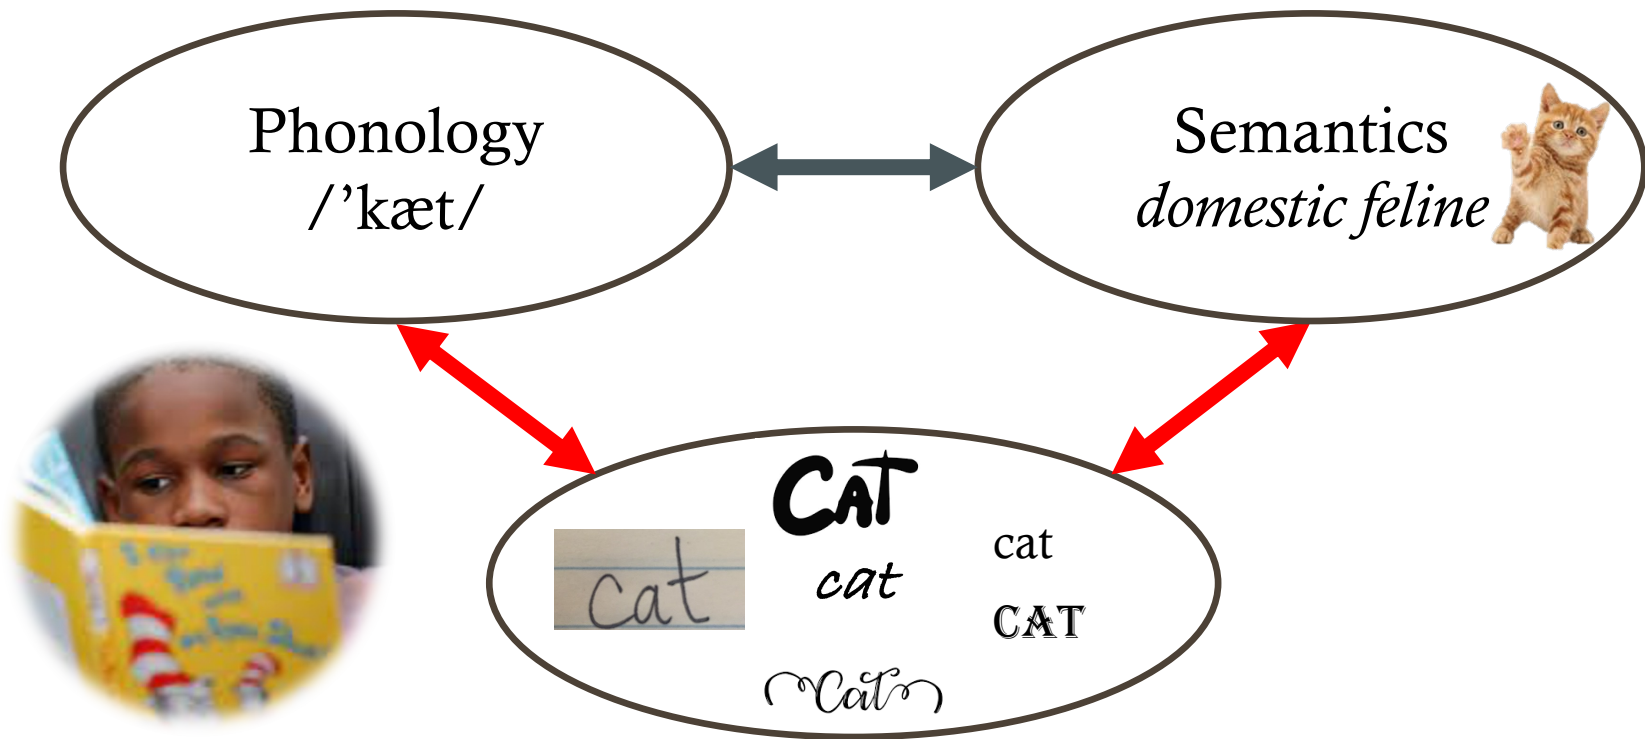 Phonology
/’kæt/
Semantics
domestic feline
CAT
cat
cat
cat
CAT
Cat